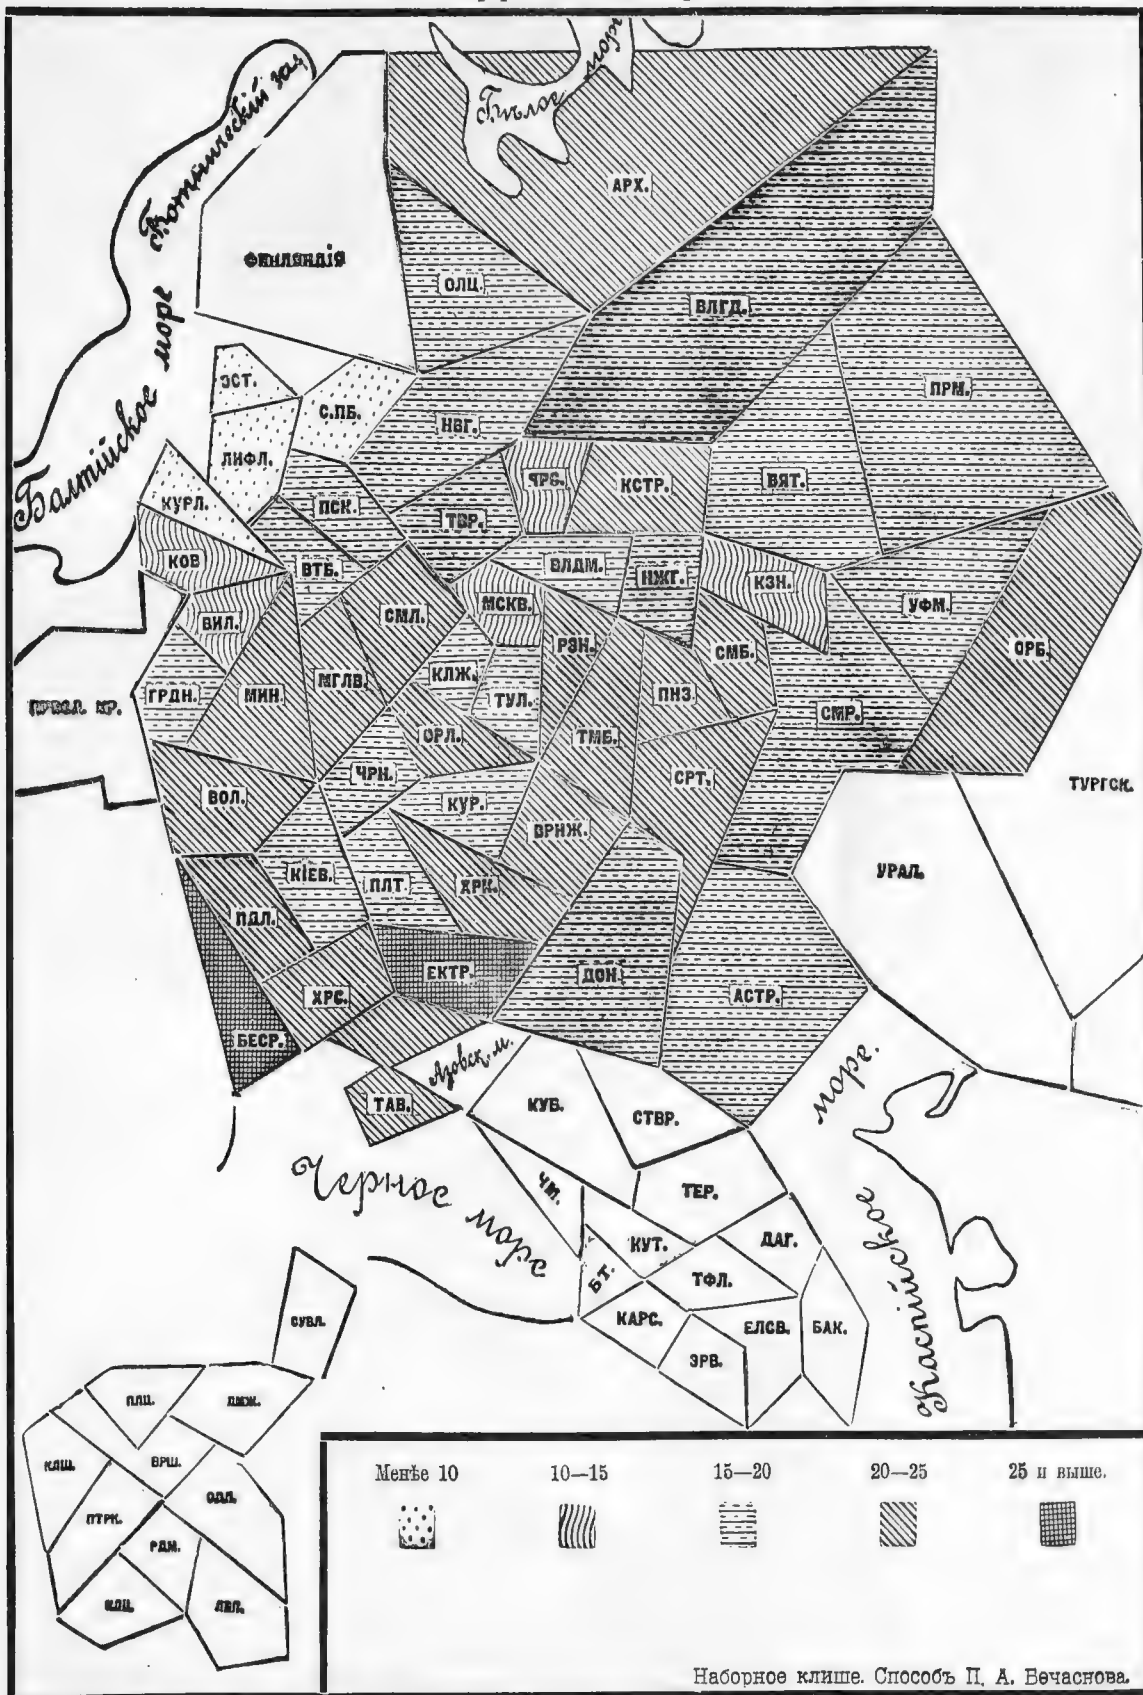 Ботническій зал.
Бѣлое море
АРХ.
ФИНЛЯНДІЯ
ОЛЦ.
ВЛГД.
Балтійское море
ЭСТ.
С.ПБ.
НВГ.
ПРМ.
ЛИФЛ.
ЯРС.
КСТР.
ВЯТ.
КУРЛ.
ПСК.
ТВР.
КОВ
ВТБ.
ВЛДМ.
НЖГ.
КЗН.
УФМ.
ВИЛ.
СМЛ.
МСКВ.
РЗН.
СМБ.
ОРБ.
ГРДН.
МИН.
МГЛВ.
КЛЖ.
ТУЛ.
ПНЗ.
СМР.
ПРВСЛ. КР.
ОРЛ.
ТМБ.
ВОЛ.
ЧРН.
КУР.
СРТ.
ТУРГСК.
ВРНЖ.
КІЕВ.
ПЛТ.
ХРК.
УРАЛ.
ПДЛ.
ЕКТР.
ДОН.
ХРС.
АСТР.
БЕСР.
Азовск. м.
ТАВ.
КУБ.
СТВР.
Черное море
ЧМ.
ТЕР.
Каспійское море.
КУТ.
ДАГ.
БТ.
ТФЛ.
КАРС.
ЕЛСВ.
БАК.
ЭРВ.
СУВЛ.
ПЛЦ.
ЛМЖ.
КЛШ.
ВРШ.
СДЛ.
ПТРК.
РДМ.
КЛЦ.
ЛБЛ.
Менѣе 10
10—15
15—20
20—25
25 и выше.
Наборное клише. Способъ П. А. Бечаснова.